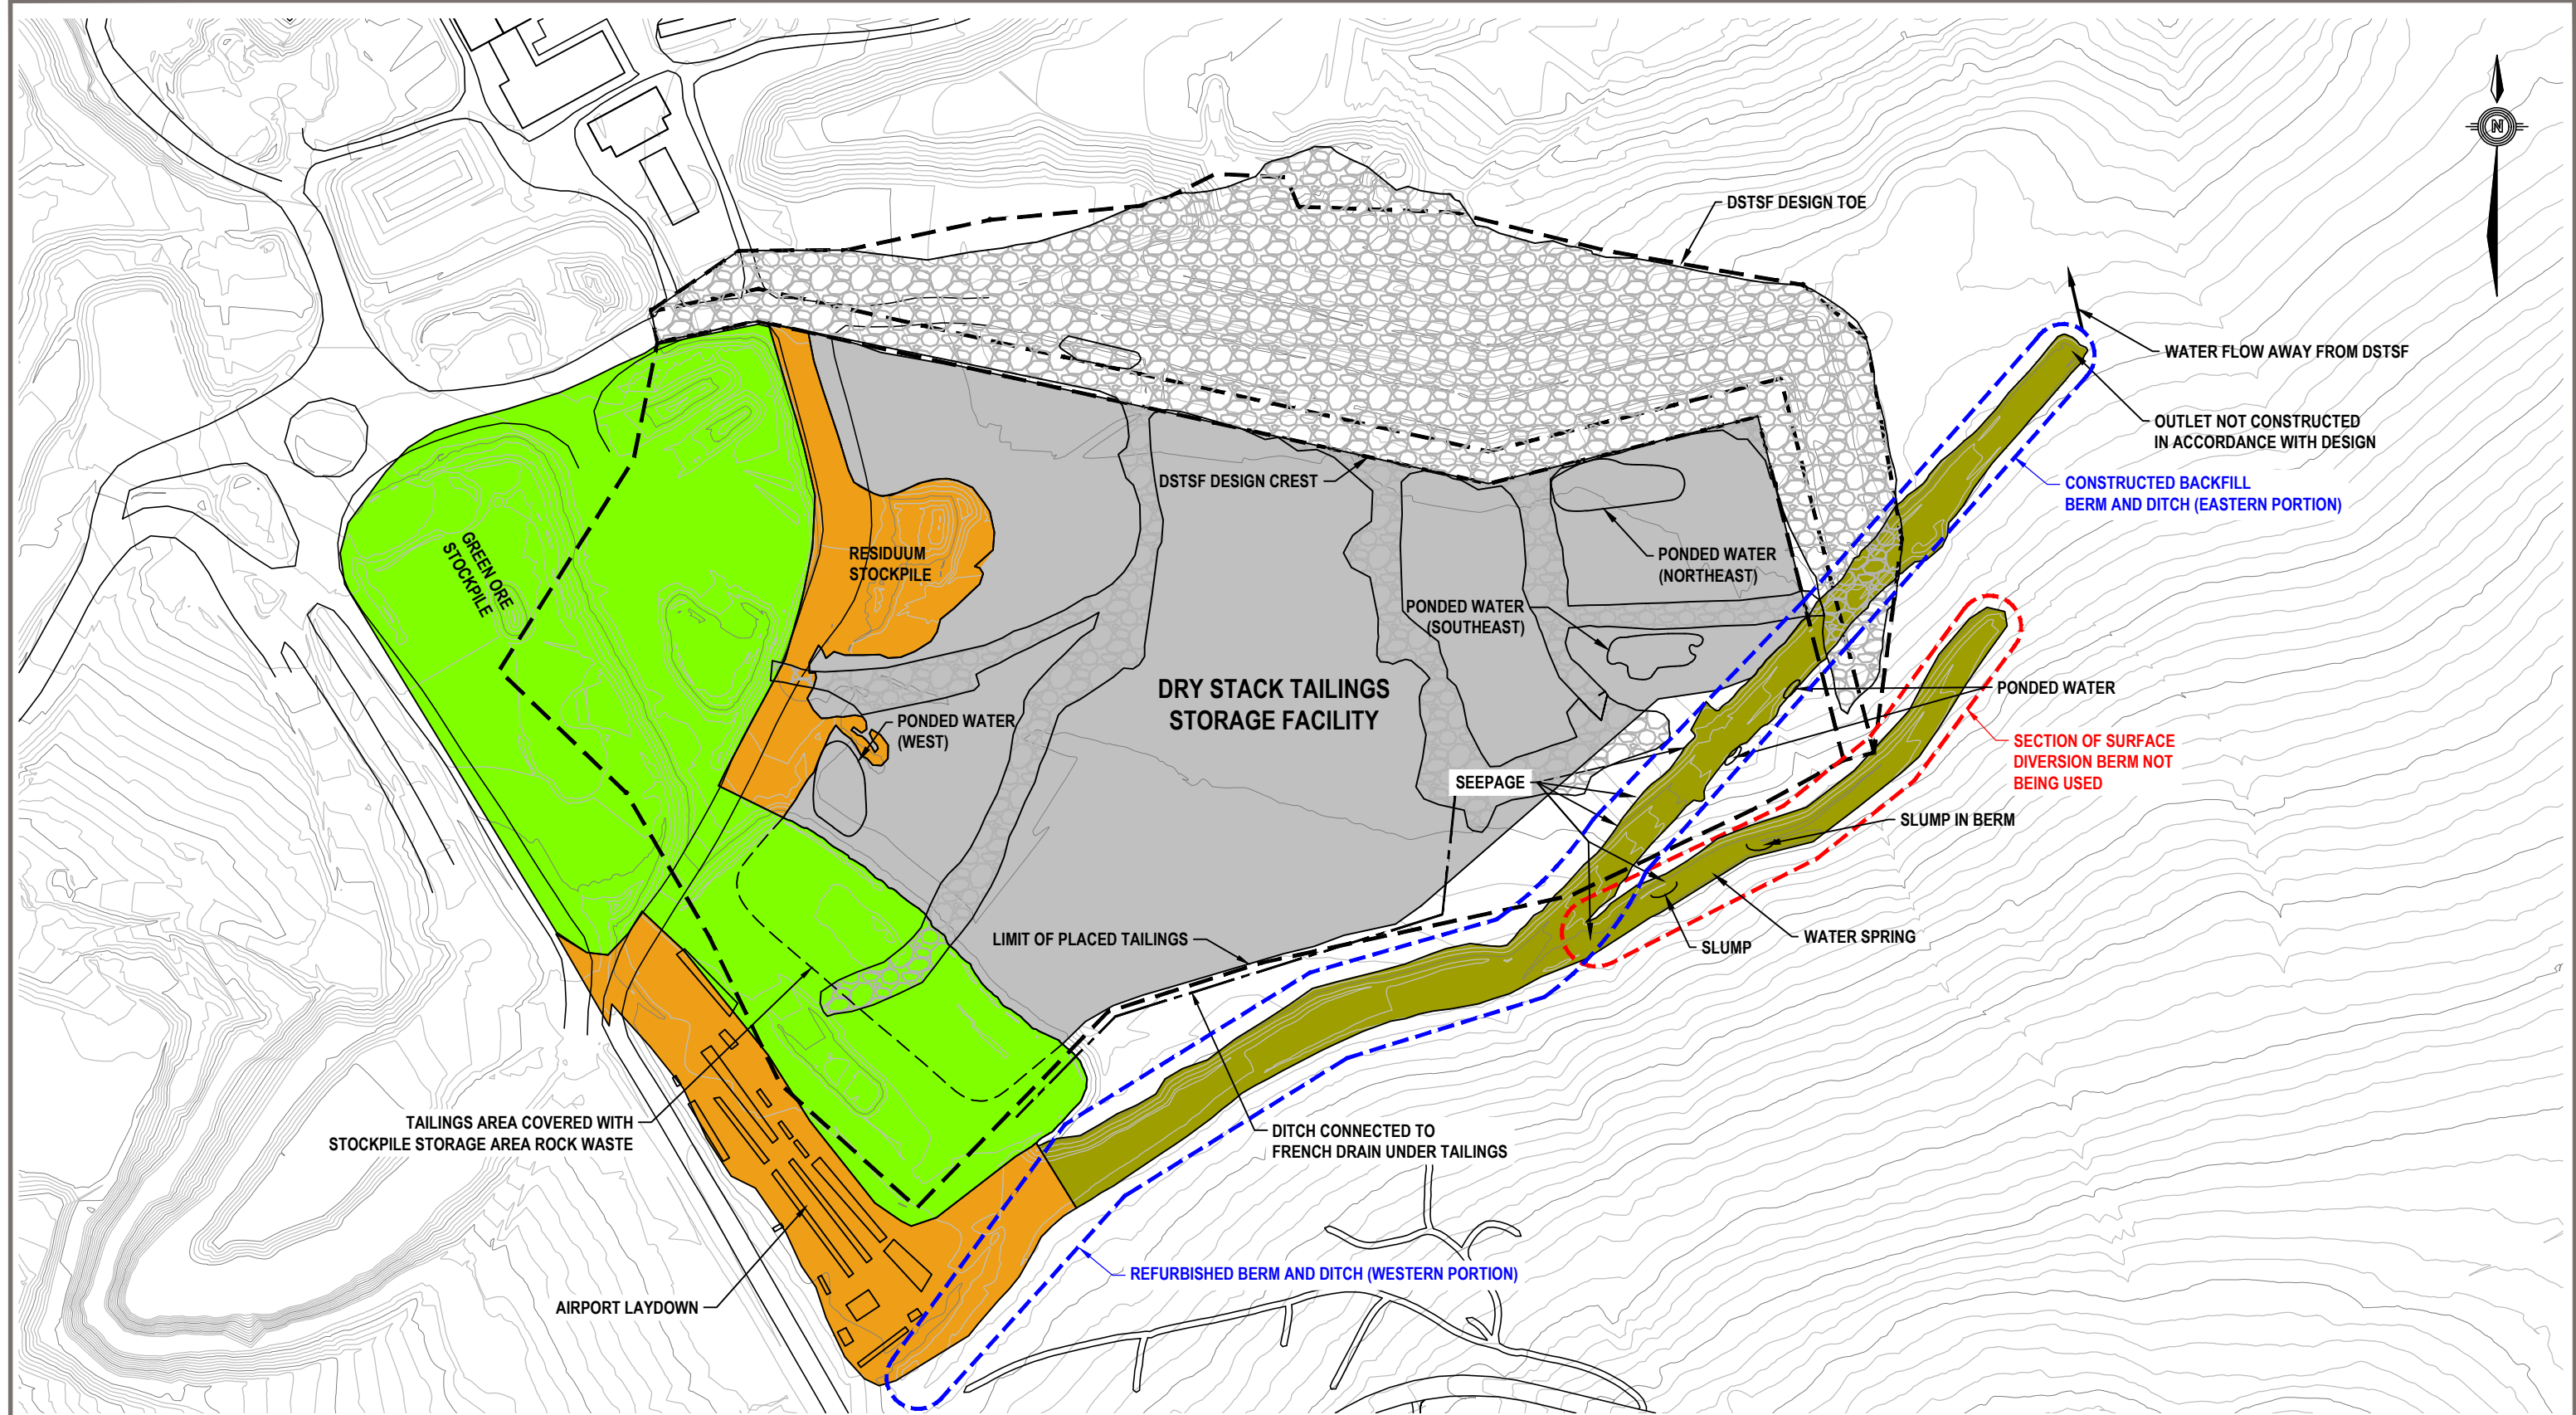 N
DSTSF DESIGN TOE
WATER FLOW AWAY FROM DSTSF
OUTLET NOT CONSTRUCTED
IN ACCORDANCE WITH DESIGN
DSTSF DESIGN CREST
CONSTRUCTED BACKFILL
BERM AND DITCH (EASTERN PORTION)
GREEN ORE
STOCKPILE
RESIDUUM
STOCKPILE
PONDED WATER
(NORTHEAST)
PONDED WATER
(SOUTHEAST)
DRY STACK TAILINGS
STORAGE FACILITY
PONDED WATER
PONDED WATER
(WEST)
SECTION OF SURFACE
DIVERSION BERM NOT
BEING USED
SEEPAGE
SLUMP IN BERM
LIMIT OF PLACED TAILINGS
WATER SPRING
SLUMP
TAILINGS AREA COVERED WITH
STOCKPILE STORAGE AREA ROCK WASTE
DITCH CONNECTED TO
FRENCH DRAIN UNDER TAILINGS
REFURBISHED BERM AND DITCH (WESTERN PORTION)
AIRPORT LAYDOWN